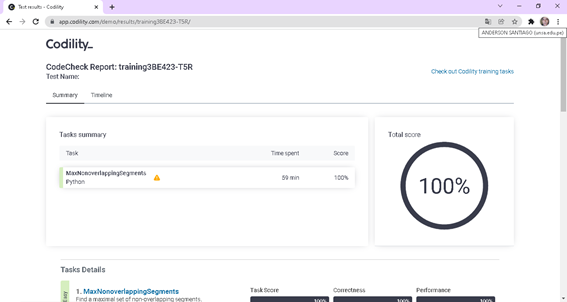 Test results - Codility
app.codility.com/demo/results/training3BE423-T5R/
ANDERSON SANTIAGO (unsa.edu.pe)
Codility_
CodeCheck Report: training3BE423-T5R
Test Name:
Check out Codility training tasks
Summary Timeline
Tasks summary
Task Time spent Score
MaxNonoverlappingSegments
Python
59 min 100%
Total score
100%
Tasks Details
Easy
1. MaxNonoverlappingSegments
Find a maximal set of non-overlapping segments.
Task Score Correctness Performance
100% 100% 100%